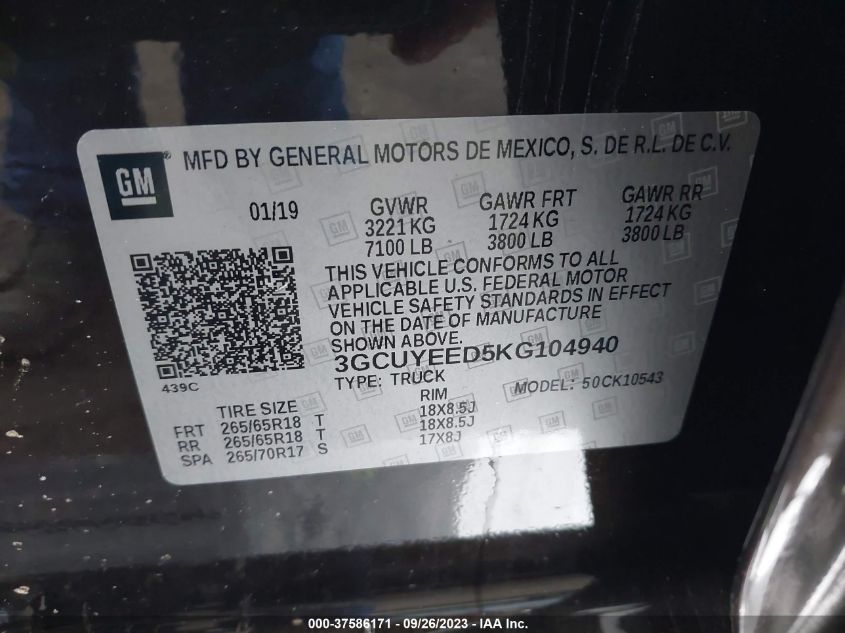 GM ® MFD BY GENERAL MOTORS DE MEXICO, S. DE R.L. DE C.V.
01/19 GVWR GAWR FRT GAWR RR
3221 KG 1724 KG 1724 KG
7100 LB 3800 LB 3800 LB
THIS VEHICLE CONFORMS TO ALL
APPLICABLE U.S. FEDERAL MOTOR
VEHICLE SAFETY STANDARDS IN EFFECT
ON THE DATE OF MANUFACTURE
SHOWN ABOVE.
3GCUYEED5KG104940
439C
TYPE: TRUCK MODEL: 50CK10543
TIRE SIZE RIM
FRT 265/65R18 T 18X8.5J
RR 265/65R18 T 18X8.5J
SPA 265/70R17 S 17X8J
000-37586171 - 09/26/2023 - © IAA Inc.